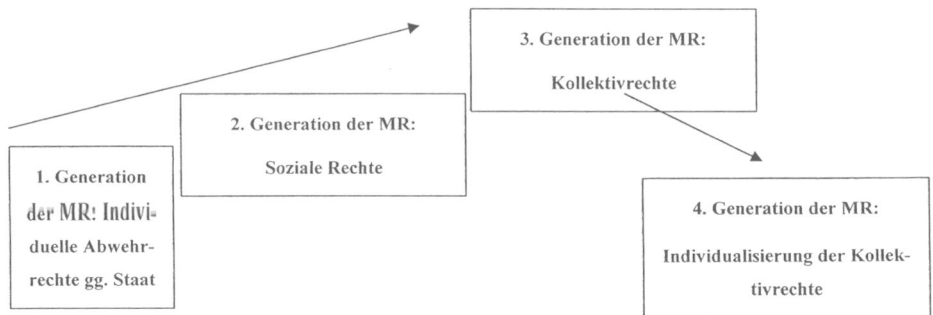 1. Generation
der MR: Indivi-
duelle Abwehr-
rechte gg. Staat
2. Generation der MR:
Soziale Rechte
3. Generation der MR:
Kollektivrechte
4. Generation der MR:
Individualisierung der Kollek-
tivrechte